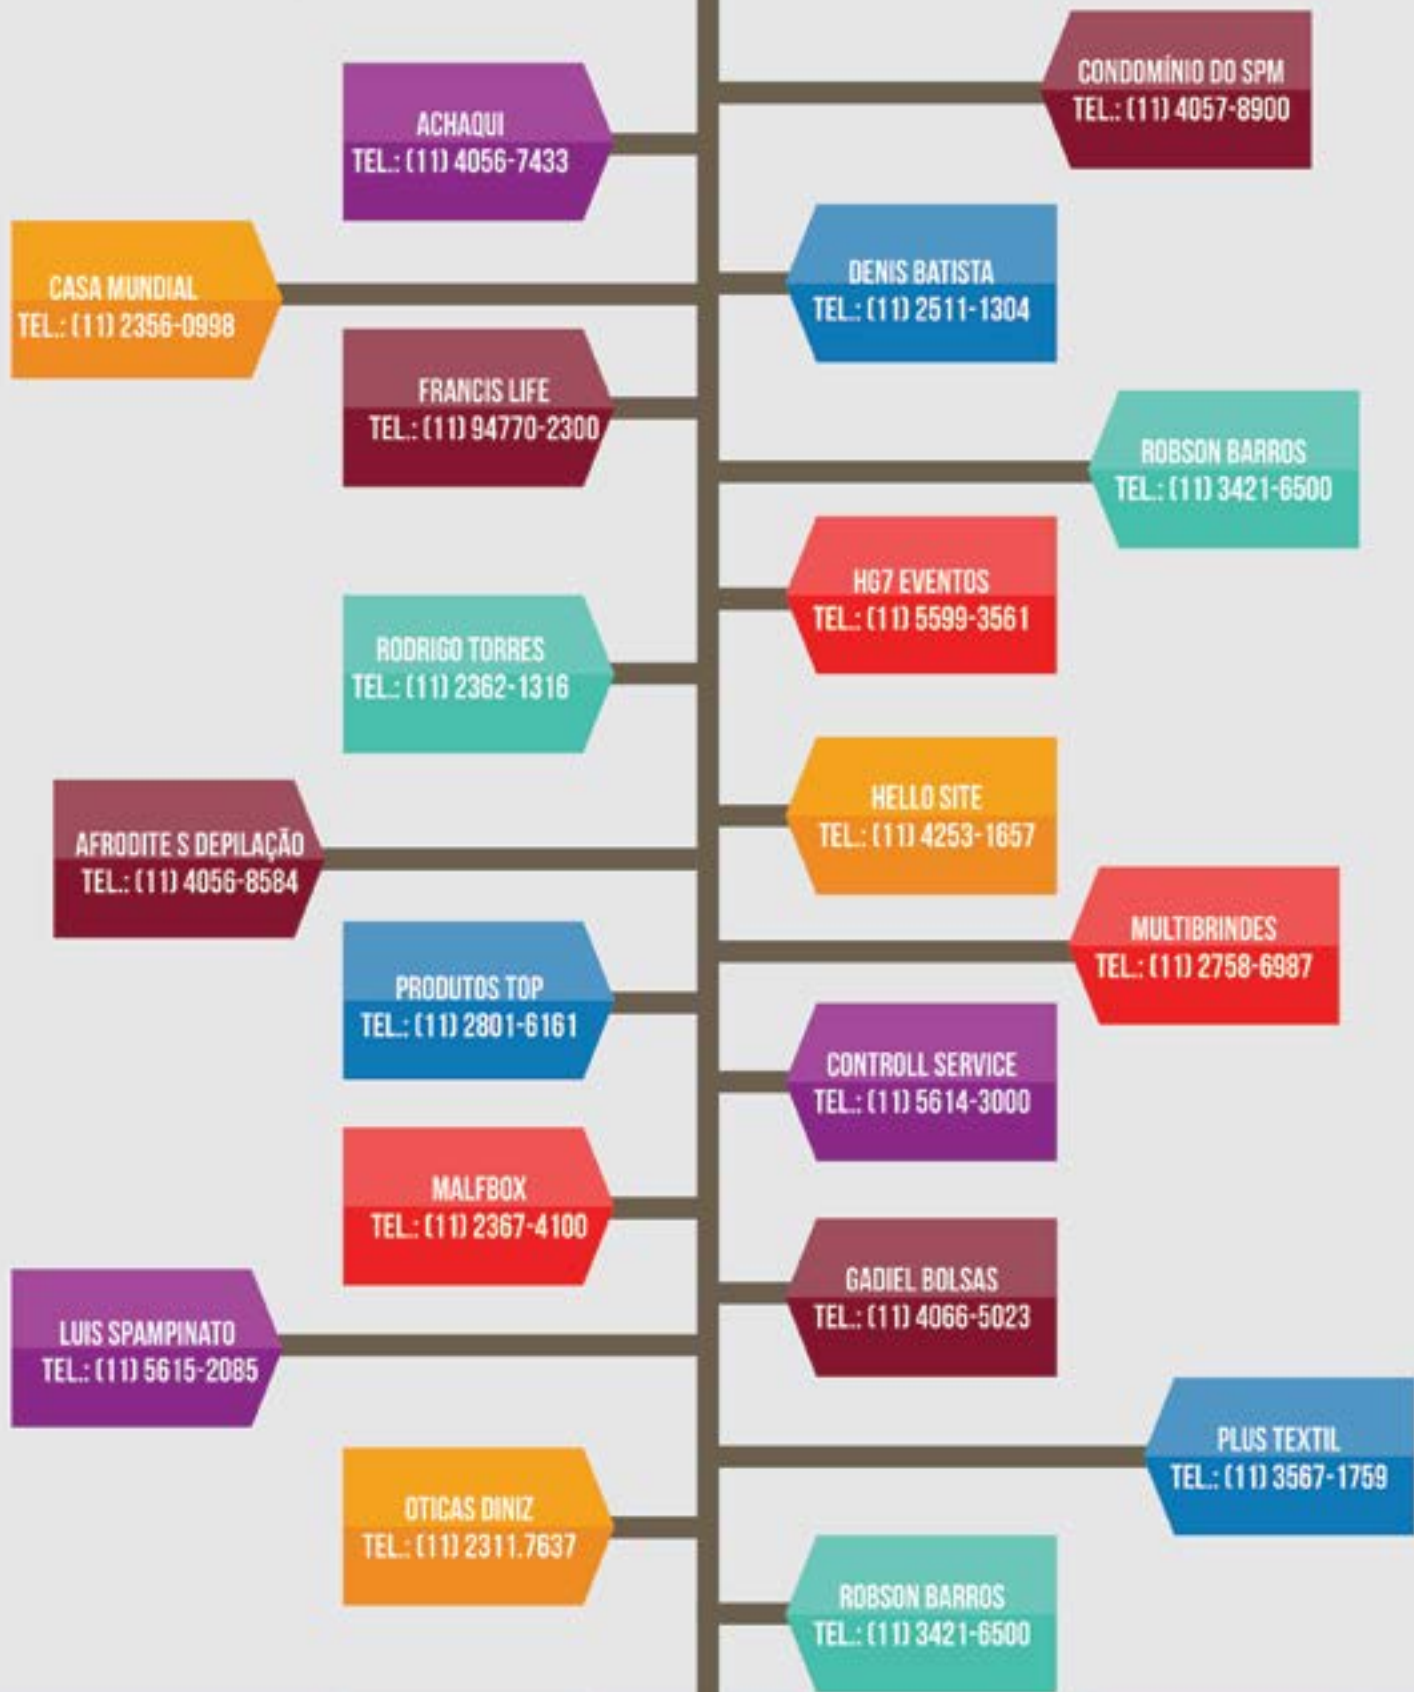 CONDOMÍNIO DO SPM
TEL.: (11) 4057-8900
ACHAQUI
TEL.: (11) 4056-7433
DENIS BATISTA
TEL.: (11) 2511-1304
CASA MUNDIAL
TEL.: (11) 2356-0998
FRANCIS LIFE
TEL.: (11) 94770-2300
ROBSON BARROS
TEL.: (11) 3421-6500
HG7 EVENTOS
TEL.: (11) 5599-3561
RODRIGO TORRES
TEL.: (11) 2362-1316
HELLO SITE
TEL.: (11) 4253-1657
AFRODITE S DEPILAÇÃO
TEL.: (11) 4056-8584
MULTIBRINDES
TEL.: (11) 2758-6987
PRODUTOS TOP
TEL.: (11) 2801-6161
CONTROLL SERVICE
TEL.: (11) 5614-3000
MALFBOX
TEL.: (11) 2367-4100
GADIEL BOLSAS
TEL.: (11) 4066-5023
LUIS SPAMPINATO
TEL.: (11) 5615-2085
PLUS TEXTIL
TEL.: (11) 3567-1759
OTICAS DINIZ
TEL.: (11) 2311.7637
ROBSON BARROS
TEL.: (11) 3421-6500